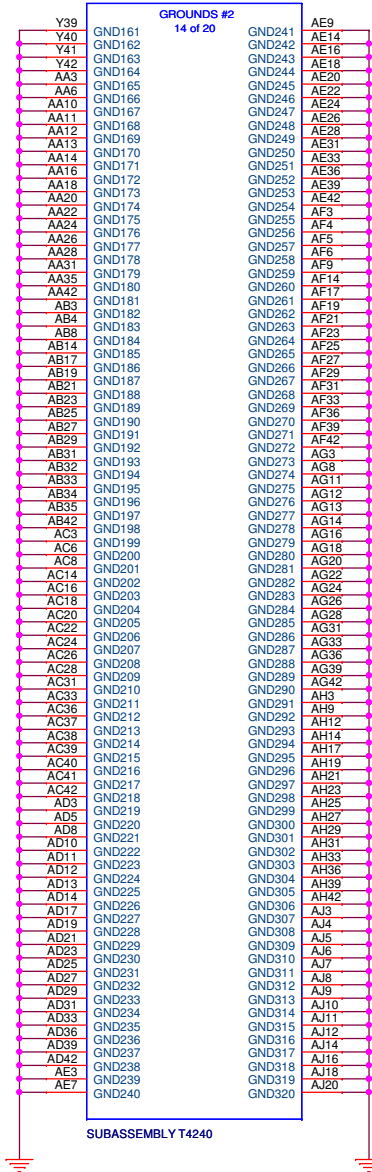 GROUNDS #2
14 of 20
Y39 GND161 GND241 AE9
Y40 GND162 GND242 AE14
Y41 GND163 GND243 AE16
Y42 GND164 GND244 AE18
AA3 GND165 GND245 AE20
AA6 GND166 GND246 AE22
AA10 GND167 GND247 AE24
AA11 GND168 GND248 AE26
AA12 GND169 GND249 AE28
AA13 GND170 GND250 AE31
AA14 GND171 GND251 AE33
AA16 GND172 GND252 AE36
AA18 GND173 GND253 AE39
AA20 GND174 GND254 AE42
AA22 GND175 GND255 AF3
AA24 GND176 GND256 AF4
AA26 GND177 GND257 AF5
AA28 GND178 GND258 AF6
AA31 GND179 GND259 AF9
AA35 GND180 GND260 AF14
AA42 GND181 GND261 AF17
AB3 GND182 GND262 AF19
AB4 GND183 GND263 AF21
AB8 GND184 GND264 AF23
AB14 GND185 GND265 AF25
AB17 GND186 GND266 AF27
AB19 GND187 GND267 AF29
AB21 GND188 GND268 AF31
AB23 GND189 GND269 AF33
AB25 GND190 GND270 AF36
AB27 GND191 GND271 AF39
AB29 GND192 GND272 AF42
AB31 GND193 GND273 AG3
AB32 GND194 GND274 AG8
AB33 GND195 GND275 AG11
AB34 GND196 GND276 AG12
AB35 GND197 GND277 AG13
AB42 GND198 GND278 AG14
AC3 GND199 GND279 AG16
AC6 GND200 GND280 AG18
AC8 GND201 GND281 AG20
AC14 GND202 GND282 AG22
AC16 GND203 GND283 AG24
AC18 GND204 GND284 AG26
AC20 GND205 GND285 AG28
AC22 GND206 GND286 AG31
AC24 GND207 GND287 AG33
AC26 GND208 GND288 AG36
AC28 GND209 GND289 AG39
AC31 GND210 GND290 AG42
AC33 GND211 GND291 AH3
AC36 GND212 GND292 AH9
AC37 GND213 GND293 AH12
AC38 GND214 GND294 AH14
AC39 GND215 GND295 AH17
AC40 GND216 GND296 AH19
AC41 GND217 GND297 AH21
AC42 GND218 GND298 AH23
AD3 GND219 GND299 AH25
AD5 GND220 GND300 AH27
AD8 GND221 GND301 AH29
AD10 GND222 GND302 AH31
AD11 GND223 GND303 AH33
AD12 GND224 GND304 AH36
AD13 GND225 GND305 AH39
AD14 GND226 GND306 AH42
AD17 GND227 GND307 AJ3
AD19 GND228 GND308 AJ4
AD21 GND229 GND309 AJ5
AD23 GND230 GND310 AJ6
AD25 GND231 GND311 AJ7
AD27 GND232 GND312 AJ8
AD29 GND233 GND313 AJ9
AD31 GND234 GND314 AJ10
AD33 GND235 GND315 AJ11
AD36 GND236 GND316 AJ12
AD39 GND237 GND317 AJ14
AD42 GND238 GND318 AJ16
AE3 GND239 GND319 AJ18
AE7 GND240 GND320 AJ20
SUBASSEMBLY T4240